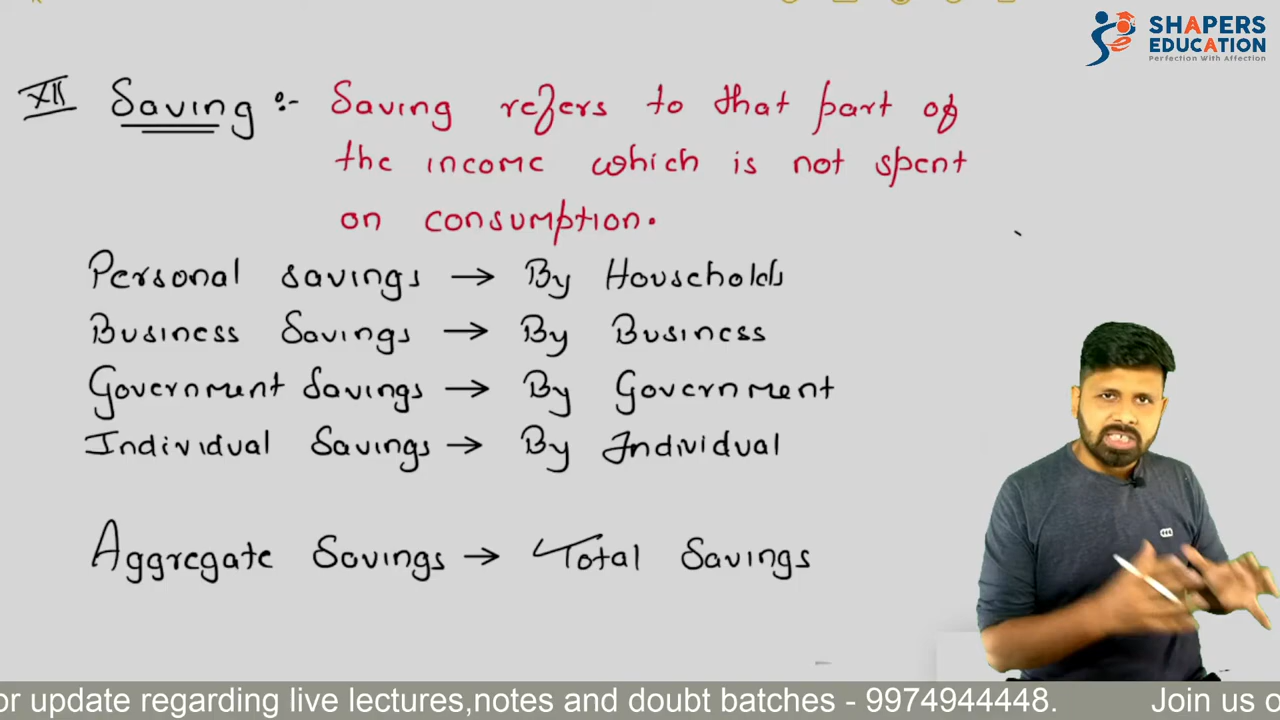 SHAPERS
EDUCATION
Perfection With Affection
XII Saving :- Saving refers to that part of
the income which is not spent
on consumption.
Personal savings → By Households
Business Savings → By Business
Government Savings → By Government
Individual Savings → By Individual
Aggregate Savings → Total Savings
or update regarding live lectures,notes and doubt batches - 9974944448. Join us o